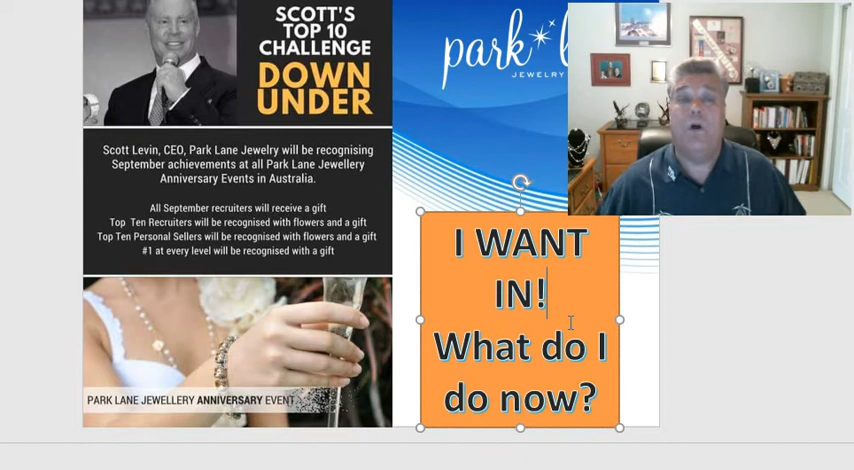 SCOTT'S
TOP 10
CHALLENGE
DOWN
UNDER
Scott Levin, CEO, Park Lane Jewelry will be recognising
September achievements at all Park Lane Jewellery
Anniversary Events in Australia.
All September recruiters will receive a gift
Top Ten Recruiters will be recognised with flowers and a gift
Top Ten Personal Sellers will be recognised with flowers and a gift
#1 at every level will be recognised with a gift
PARK LANE JEWELLERY ANNIVERSARY EVENT
park
JEWELRY
I WANT
IN!
What do I
do now?